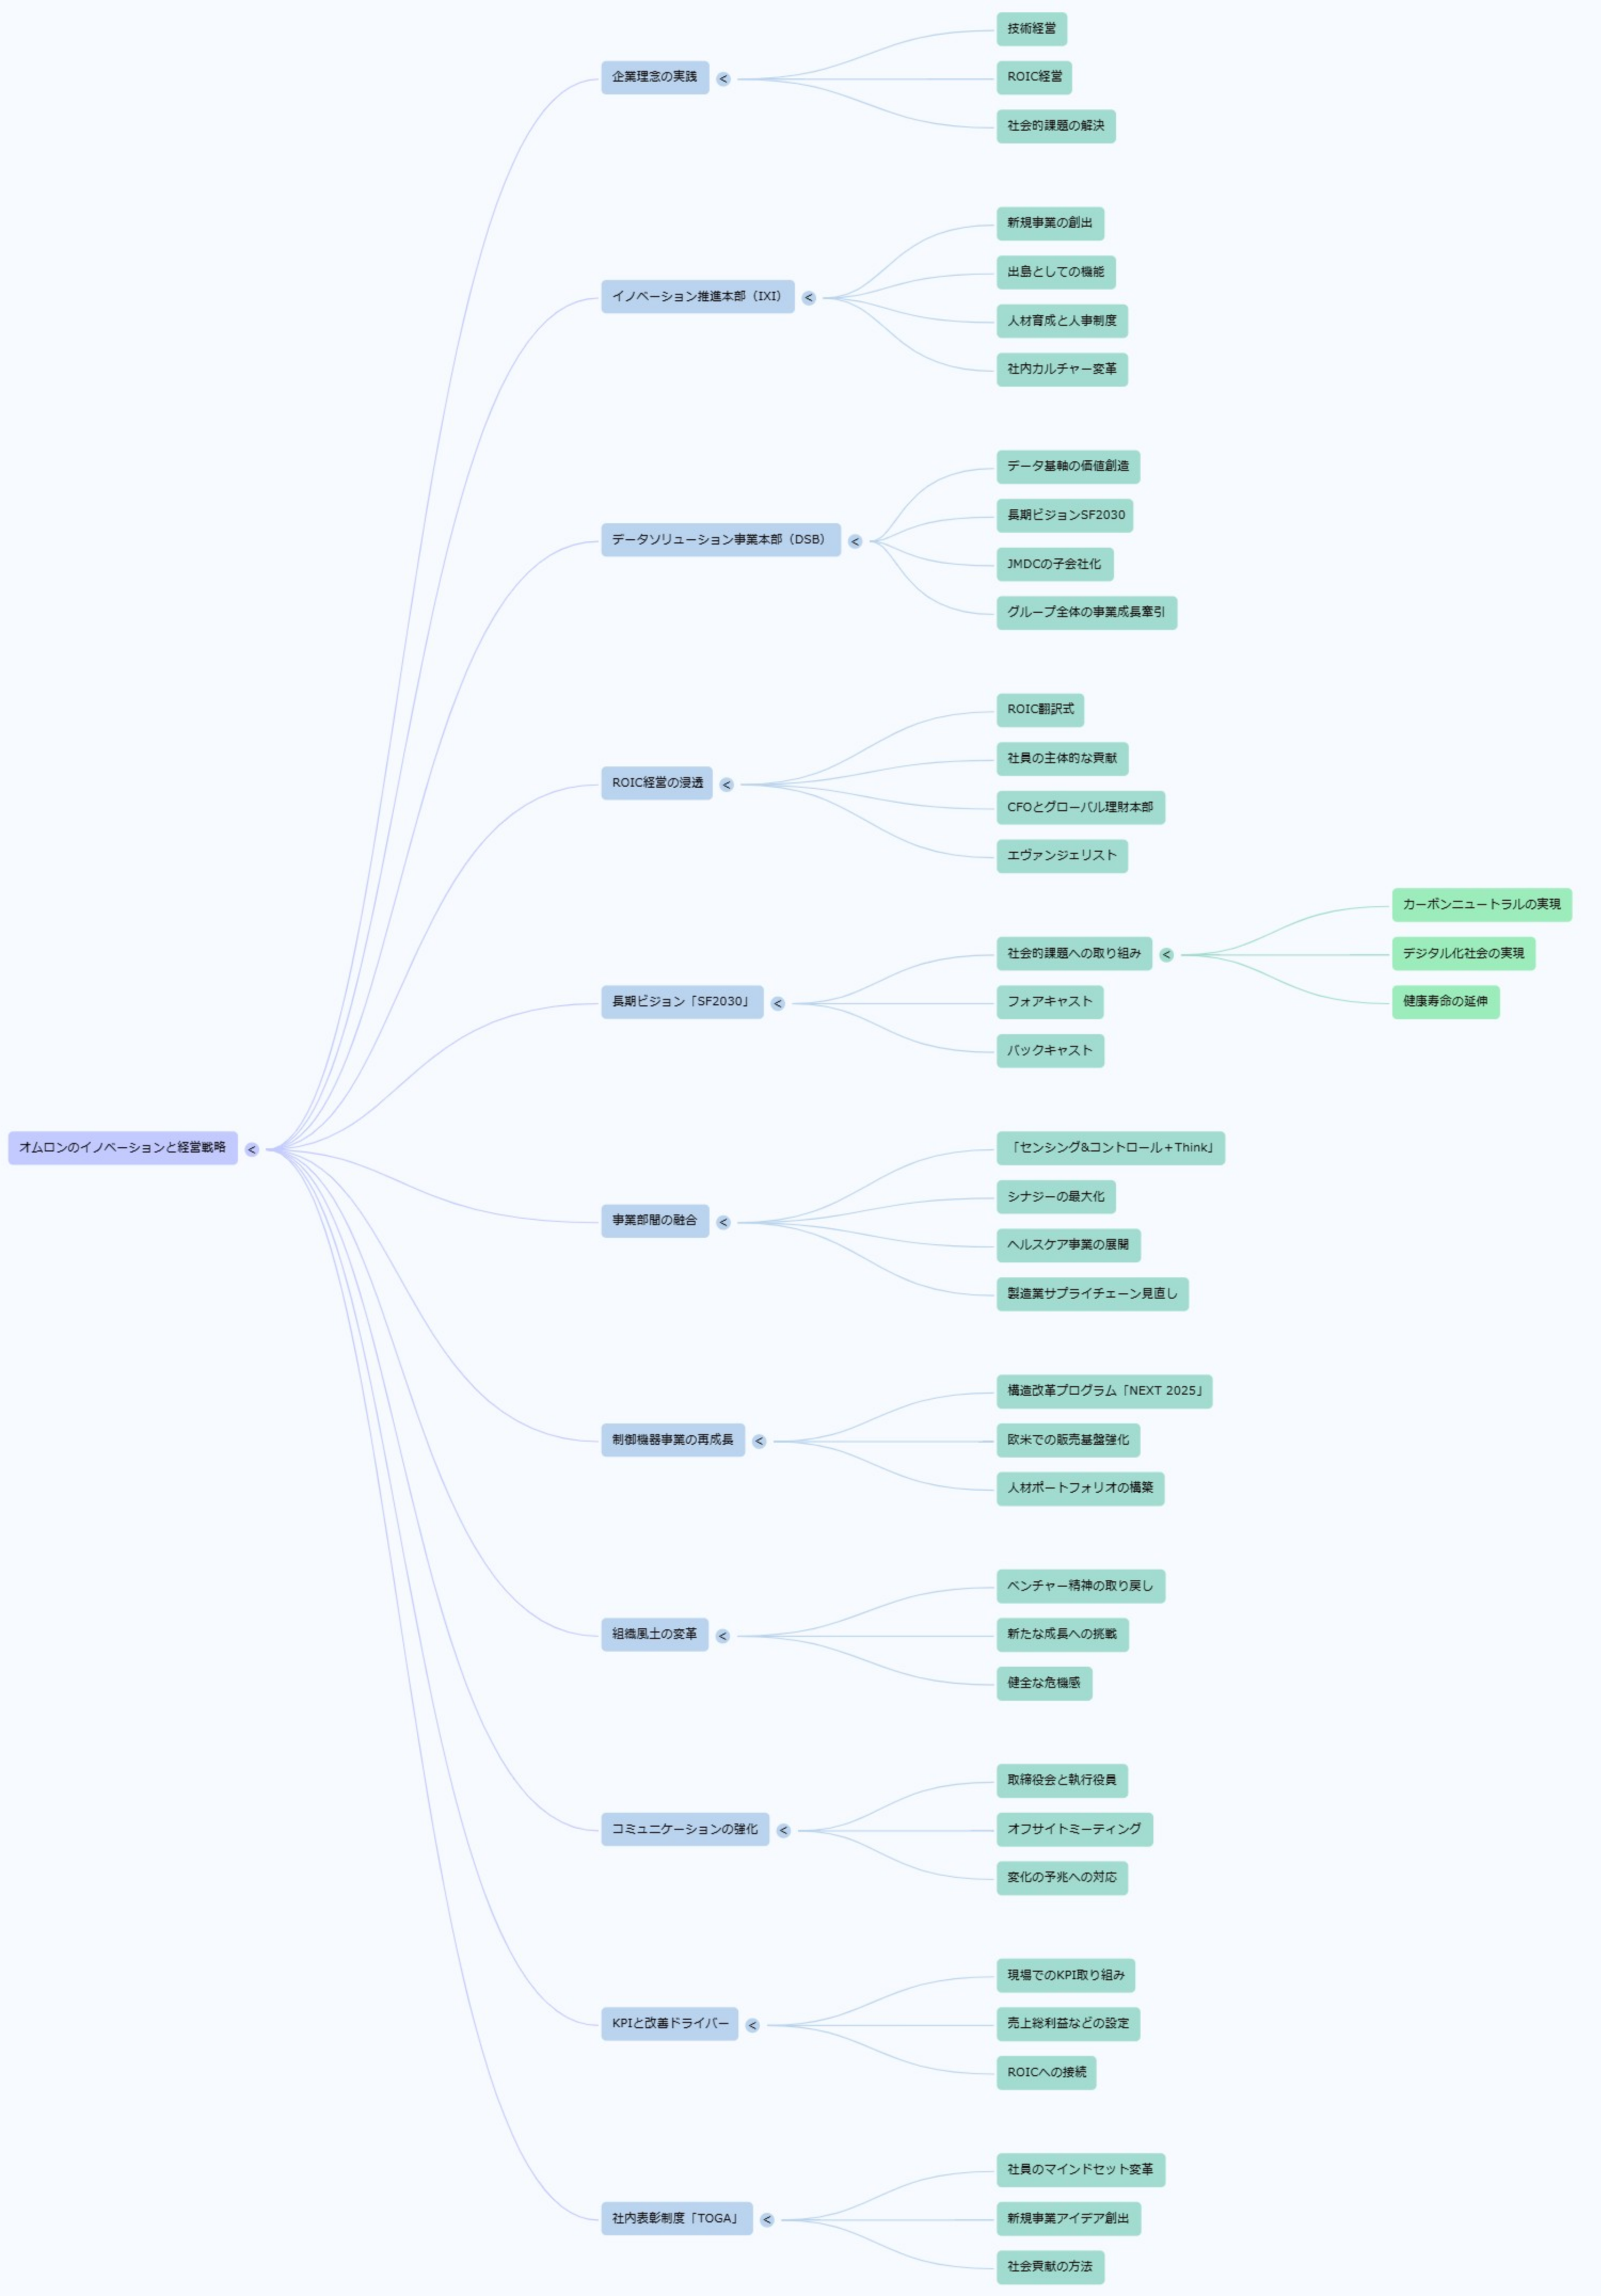 オムロンのイノベーションと経営戦略
企業理念の実践
技術経営
ROIC経営
社会的課題の解決
イノベーション推進本部（IXI）
新規事業の創出
出島としての機能
人材育成と人事制度
社内カルチャー変革
データソリューション事業本部（DSB）
データ基軸の価値創造
長期ビジョンSF2030
JMDCの子会社化
グループ全体の事業成長牽引
ROIC経営の浸透
ROIC翻訳式
社員の主体的な貢献
CFOとグローバル理財本部
エヴァンジェリスト
長期ビジョン「SF2030」
社会的課題への取り組み
カーボンニュートラルの実現
デジタル化社会の実現
健康寿命の延伸
フォアキャスト
バックキャスト
事業部間の融合
「センシング&コントロール＋Think」
シナジーの最大化
ヘルスケア事業の展開
製造業サプライチェーン見直し
制御機器事業の再成長
構造改革プログラム「NEXT 2025」
欧米での販売基盤強化
人材ポートフォリオの構築
組織風土の変革
ベンチャー精神の取り戻し
新たな成長への挑戦
健全な危機感
コミュニケーションの強化
取締役会と執行役員
オフサイトミーティング
変化の予兆への対応
KPIと改善ドライバー
現場でのKPI取り組み
売上総利益などの設定
ROICへの接続
社内表彰制度「TOGA」
社員のマインドセット変革
新規事業アイデア創出
社会貢献の方法